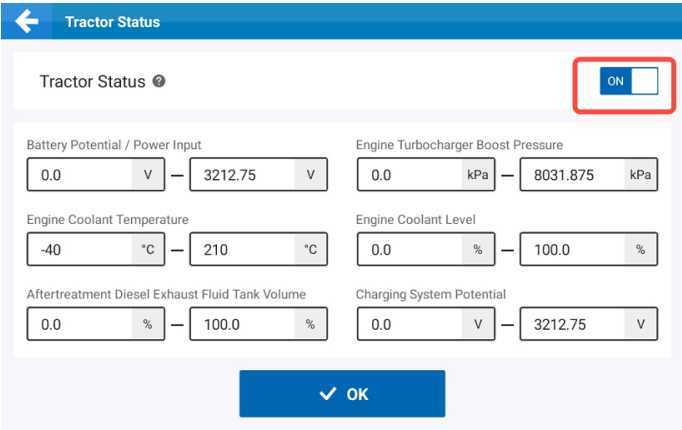 Tractor Status
Tractor Status ?
ON
Battery Potential / Power Input
0.0 V — 3212.75 V
Engine Turbocharger Boost Pressure
0.0 kPa — 8031.875 kPa
Engine Coolant Temperature
-40 °C — 210 °C
Engine Coolant Level
0.0 % — 100.0 %
Aftertreatment Diesel Exhaust Fluid Tank Volume
0.0 % — 100.0 %
Charging System Potential
0.0 V — 3212.75 V
OK